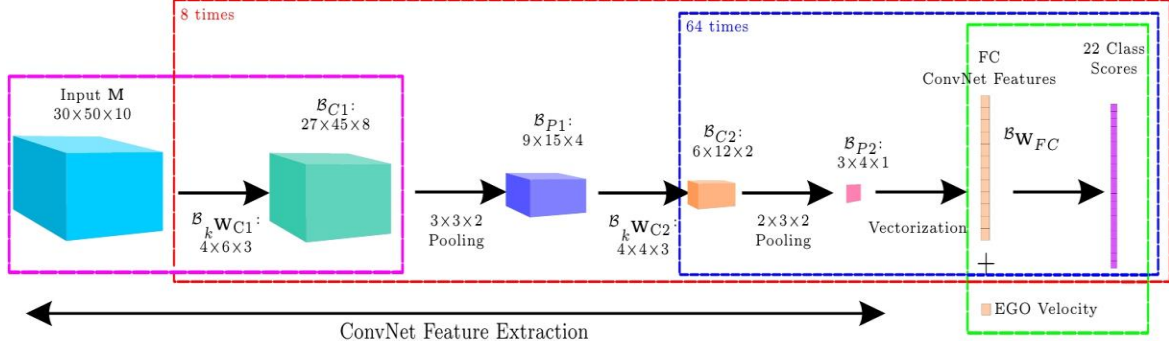 8 times
64 times
Input M
30×50×10
ℬC1:
27×45×8
ℬP1:
9×15×4
ℬC2:
6×12×2
ℬP2:
3×4×1
FC
ConvNet Features
22 Class
Scores
ℬWFC
ℬkWC1:
4×6×3
3×3×2
Pooling
ℬkWC2:
4×4×3
2×3×2
Pooling
Vectorization
+
EGO Velocity
ConvNet Feature Extraction